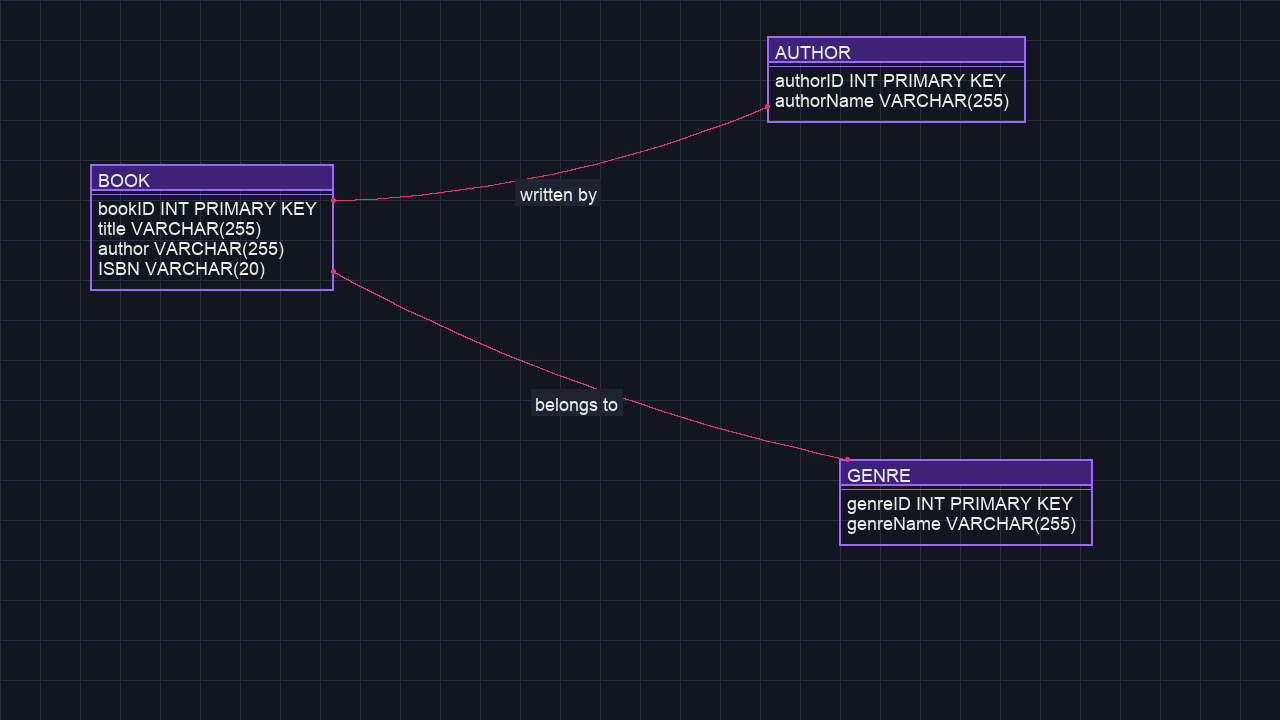 AUTHOR
authorID INT PRIMARY KEY
authorName VARCHAR(255)
BOOK
bookID INT PRIMARY KEY
title VARCHAR(255)
author VARCHAR(255)
ISBN VARCHAR(20)
written by
belongs to
GENRE
genreID INT PRIMARY KEY
genreName VARCHAR(255)